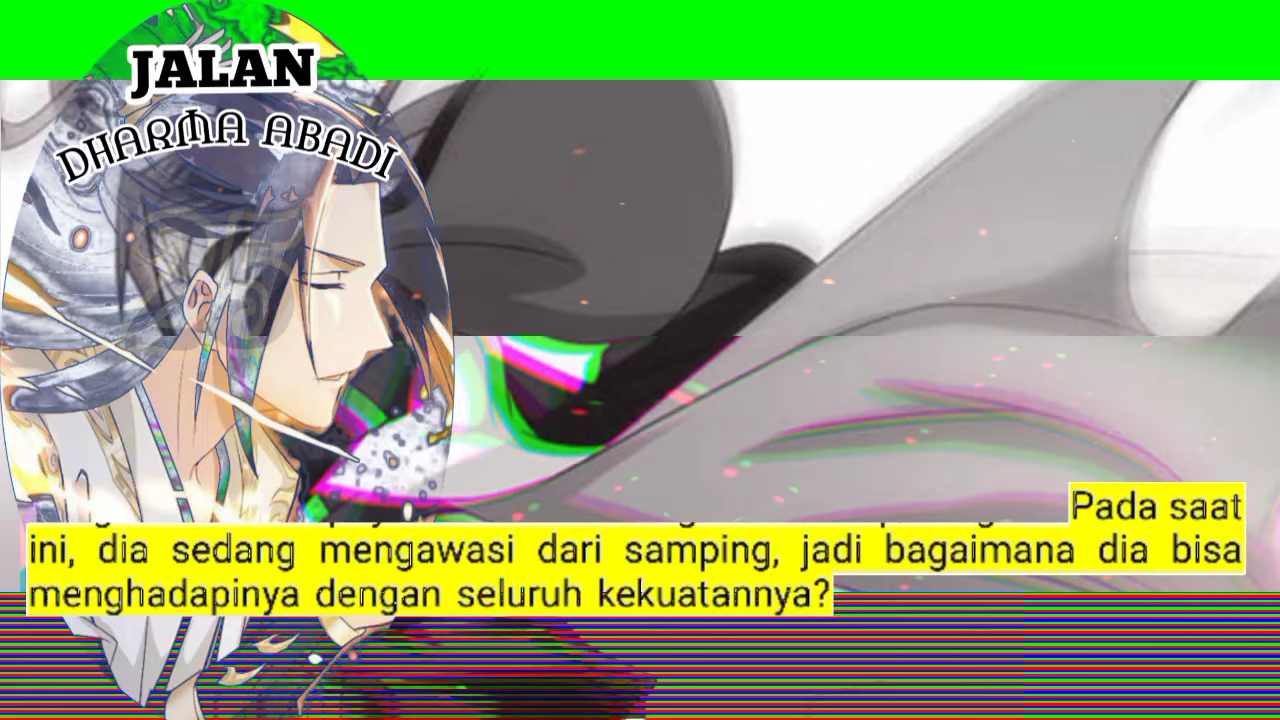 JALAN
DHARMA ABADI
Pada saat
ini, dia sedang mengawasi dari samping, jadi bagaimana dia bisa
menghadapinya dengan seluruh kekuatannya?